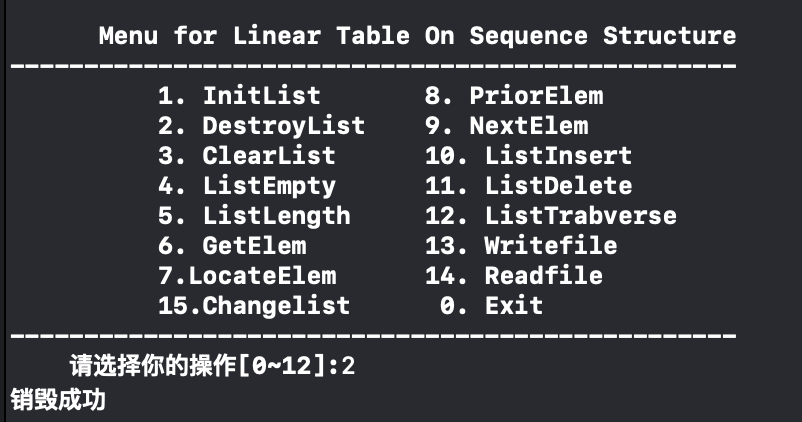 Menu for Linear Table On Sequence Structure
-------------------------------------------------
1. InitList 8. PriorElem
2. DestroyList 9. NextElem
3. ClearList 10. ListInsert
4. ListEmpty 11. ListDelete
5. ListLength 12. ListTrabverse
6. GetElem 13. Writefile
7.LocateElem 14. Readfile
15.Changelist 0. Exit
-------------------------------------------------
请选择你的操作[0~12]:2
销毁成功